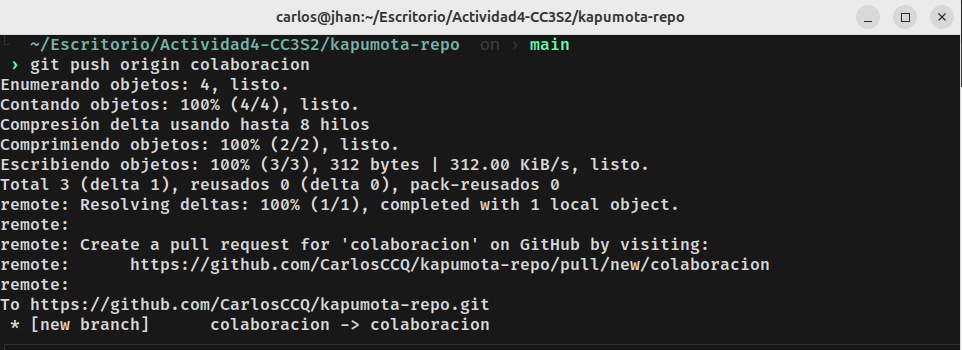 carlos@jhan:~/Escritorio/Actividad4-CC3S2/kapumota-repo
~/Escritorio/Actividad4-CC3S2/kapumota-repo on › main
› git push origin colaboracion
Enumerando objetos: 4, listo.
Contando objetos: 100% (4/4), listo.
Compresión delta usando hasta 8 hilos
Comprimiendo objetos: 100% (2/2), listo.
Escribiendo objetos: 100% (3/3), 312 bytes | 312.00 KiB/s, listo.
Total 3 (delta 1), reusados 0 (delta 0), pack-reusados 0
remote: Resolving deltas: 100% (1/1), completed with 1 local object.
remote:
remote: Create a pull request for 'colaboracion' on GitHub by visiting:
remote:      https://github.com/CarlosCCQ/kapumota-repo/pull/new/colaboracion
remote:
To https://github.com/CarlosCCQ/kapumota-repo.git
 * [new branch]      colaboracion -> colaboracion